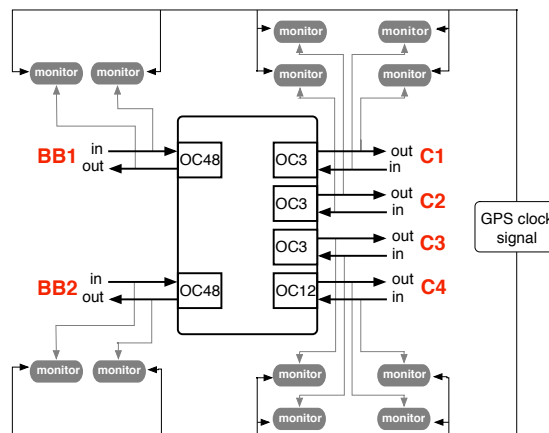 monitor monitor
monitor monitor
monitor monitor
in out
BB1 OC48 OC3 C1
out in
out
OC3 C2
in
GPS clock
signal
out
OC3 C3
in
in out
BB2 OC48 OC12 C4
out in
monitor monitor monitor monitor
monitor monitor